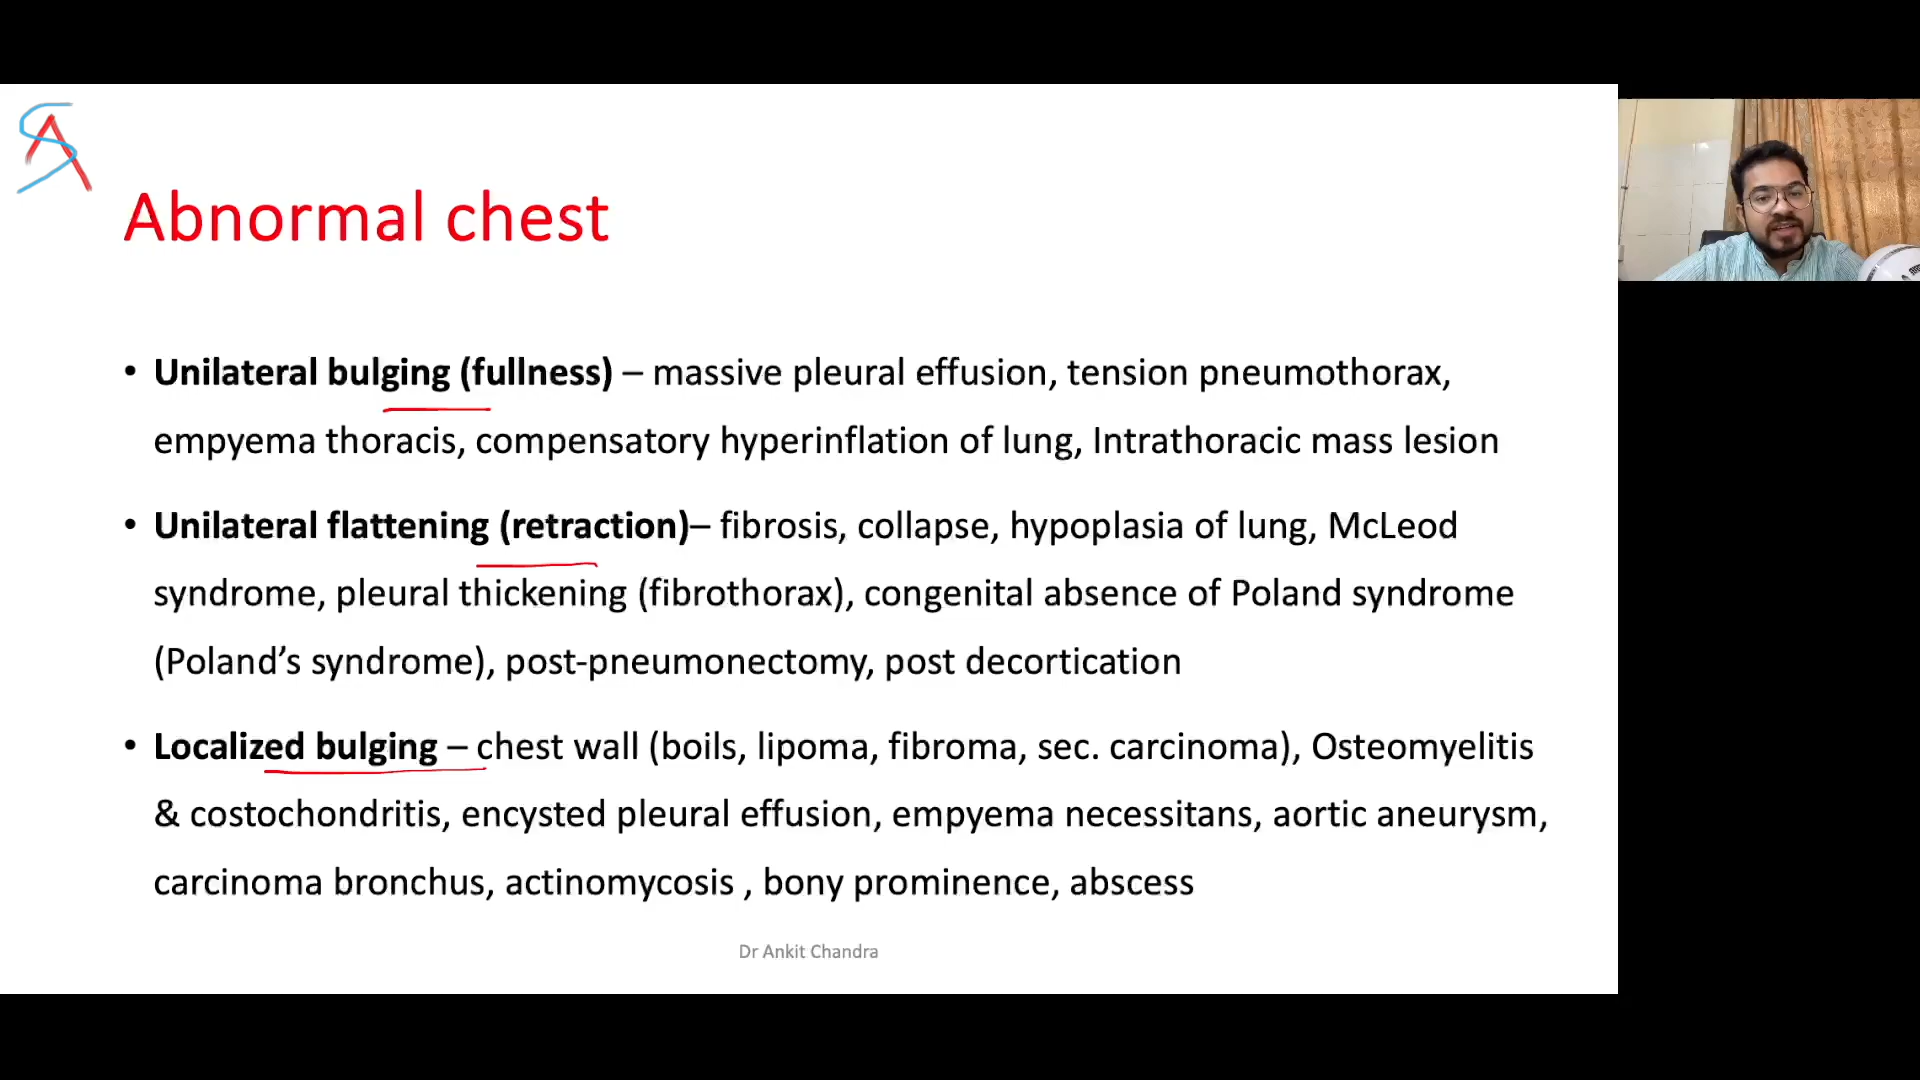 Abnormal chest
• Unilateral bulging (fullness) – massive pleural effusion, tension pneumothorax,
empyema thoracis, compensatory hyperinflation of lung, Intrathoracic mass lesion
• Unilateral flattening (retraction)– fibrosis, collapse, hypoplasia of lung, McLeod
syndrome, pleural thickening (fibrothorax), congenital absence of Poland syndrome
(Poland’s syndrome), post-pneumonectomy, post decortication
• Localized bulging – chest wall (boils, lipoma, fibroma, sec. carcinoma), Osteomyelitis
& costochondritis, encysted pleural effusion, empyema necessitans, aortic aneurysm,
carcinoma bronchus, actinomycosis , bony prominence, abscess
Dr Ankit Chandra